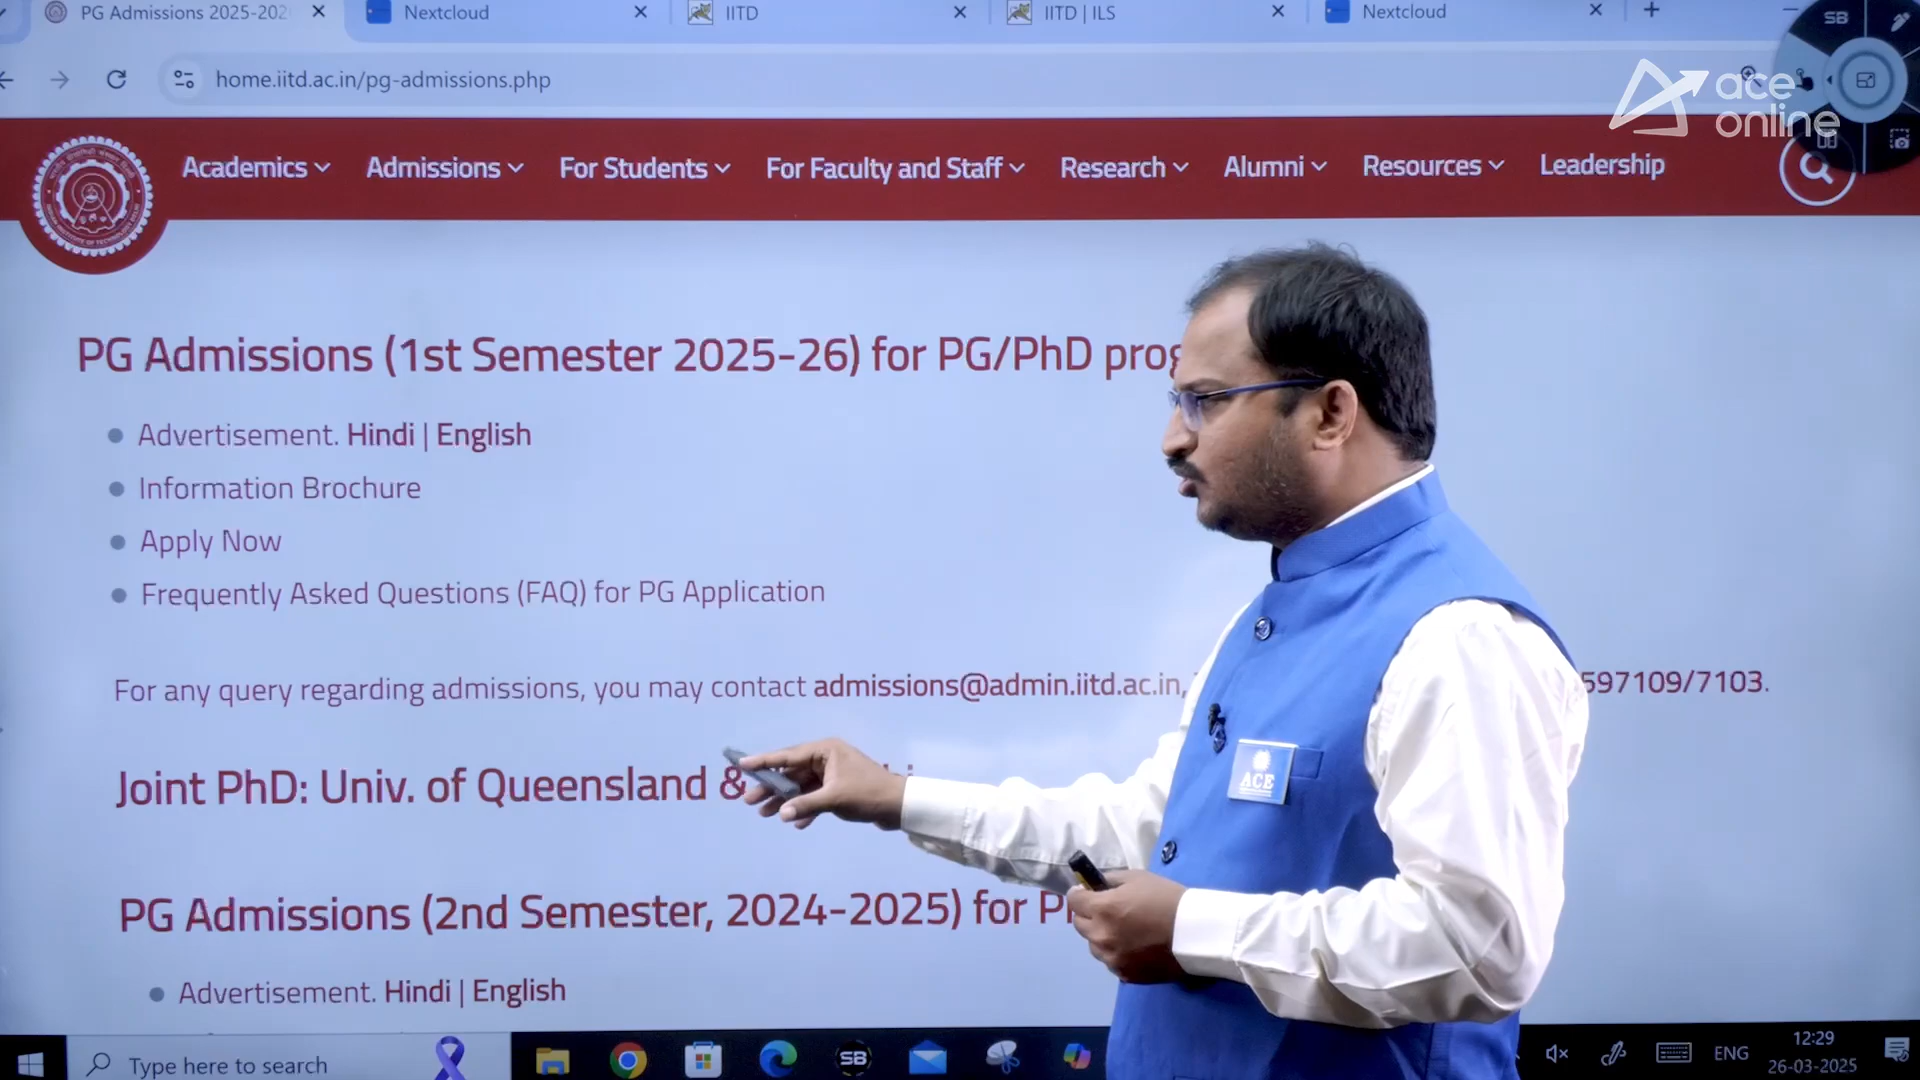 PG Admissions 2025-202
Nextcloud
IITD
IITD | ILS
Nextcloud
SB
home.iitd.ac.in/pg-admissions.php
ace
online
Academics
Admissions
For Students
For Faculty and Staff
Research
Alumni
Resources
Leadership
PG Admissions (1st Semester 2025-26) for PG/PhD prog
Advertisement. Hindi | English
Information Brochure
Apply Now
Frequently Asked Questions (FAQ) for PG Application
For any query regarding admissions, you may contact admissions@admin.iitd.ac.in, 597109/7103.
Joint PhD: Univ. of Queensland &
ACE
PG Admissions (2nd Semester, 2024-2025) for P
Advertisement. Hindi | English
Type here to search
SB
ENG
12:29
26-03-2025